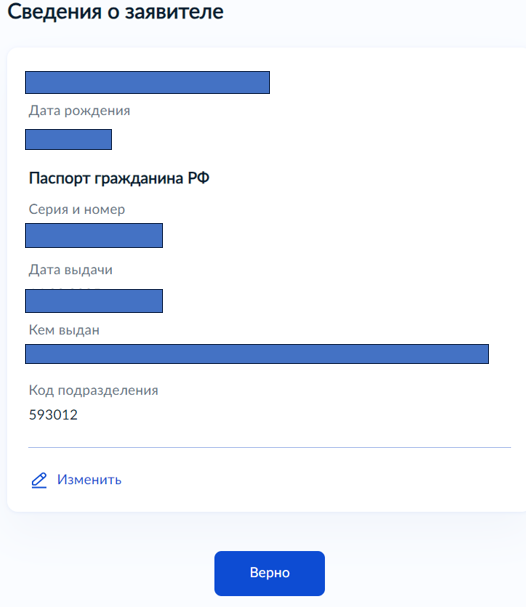 Сведения о заявителе
Дата рождения
Паспорт гражданина РФ
Серия и номер
Дата выдачи
Кем выдан
Код подразделения
593012
Изменить
Верно